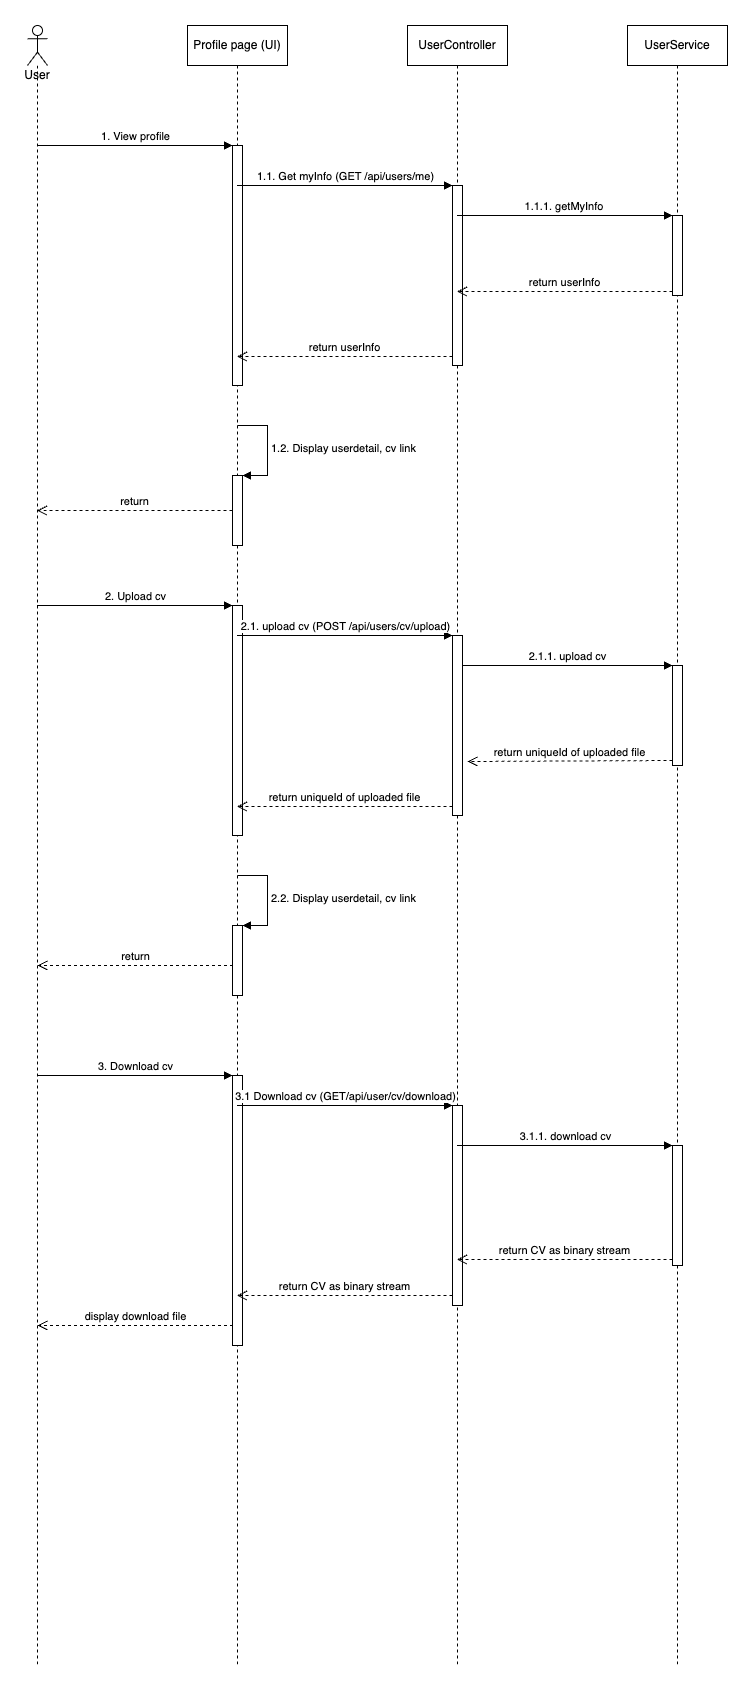 User
Profile page (UI)
UserController
UserService
1. View profile
1.1. Get myInfo (GET /api/users/me)
1.1.1. getMyInfo
return userInfo
return userInfo
1.2. Display userdetail, cv link
return
2. Upload cv
2.1. upload cv (POST /api/users/cv/upload)
2.1.1. upload cv
return uniqueId of uploaded file
return uniqueId of uploaded file
2.2. Display userdetail, cv link
return
3. Download cv
3.1 Download cv (GET/api/user/cv/download)
3.1.1. download cv
return CV as binary stream
return CV as binary stream
display download file